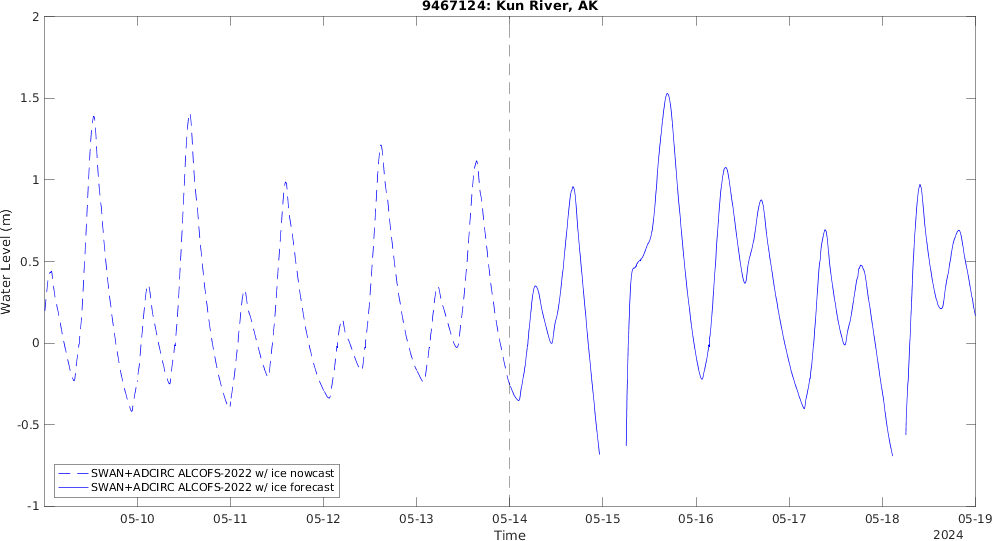 9467124: Kun River, AK
2
1.5
1
0.5
0
-0.5
-1
Water Level (m)
SWAN+ADCIRC ALCOFS-2022 w/ ice nowcast
SWAN+ADCIRC ALCOFS-2022 w/ ice forecast
05-10 05-11 05-12 05-13 05-14 05-15 05-16 05-17 05-18 05-19
Time
2024